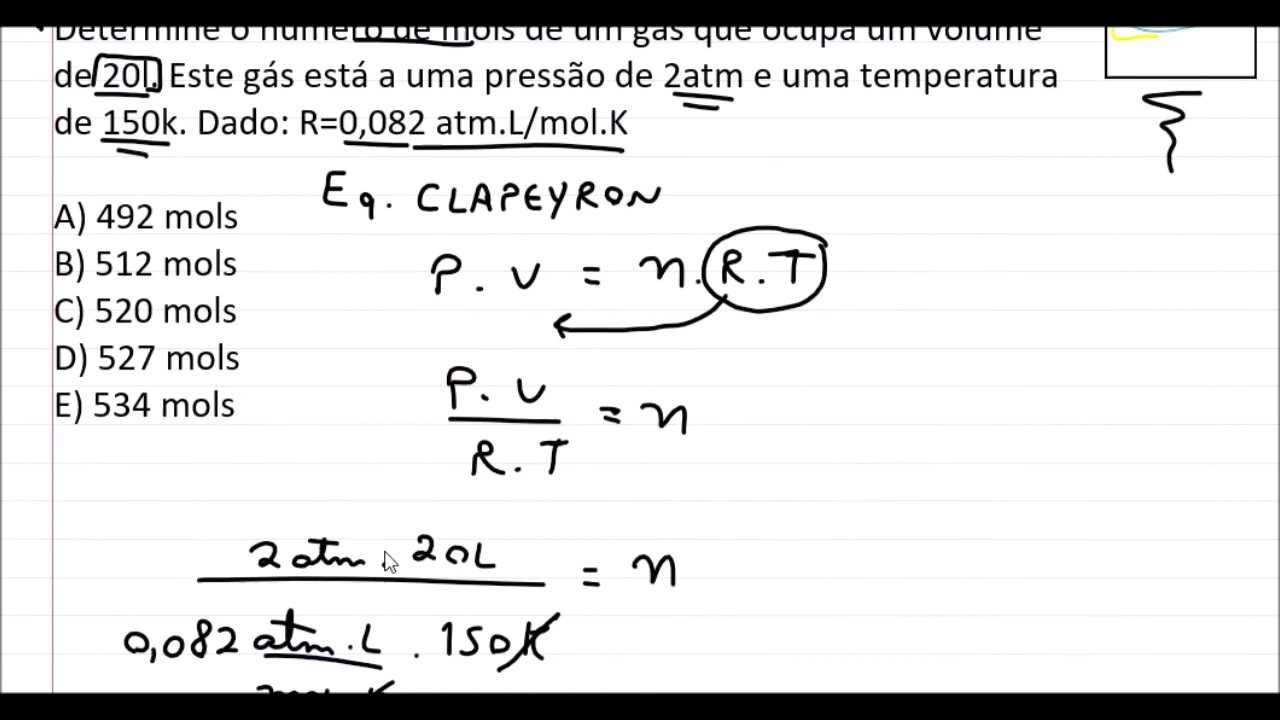 Determine o número de mols de um gás que ocupa um volume
de 20l. Este gás está a uma pressão de 2atm e uma temperatura
de 150k. Dado: R=0,082 atm.L/mol.K
Eq. CLAPEYRON
A) 492 mols
B) 512 mols
C) 520 mols
D) 527 mols
E) 534 mols
P. V = n. R.T
P. V
R. T
= n
2 atm . 20L
= n
0,082 atm. L . 150K
mol. K